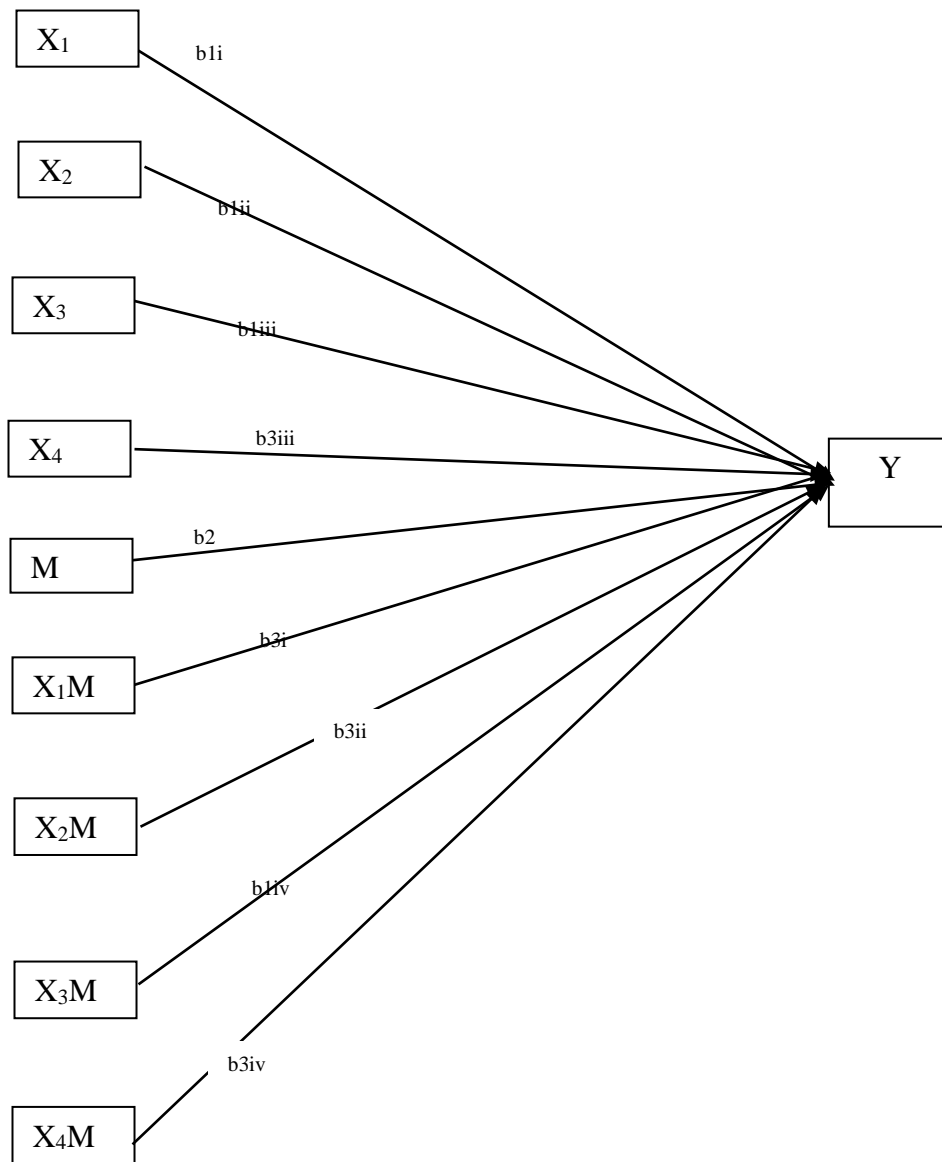 X₁
b1i
X₂
b1ii
X₃
b1iii
X₄
b3iii
Y
M
b2
X₁M
b3i
X₂M
b3ii
X₃M
b1iv
X₄M
b3iv